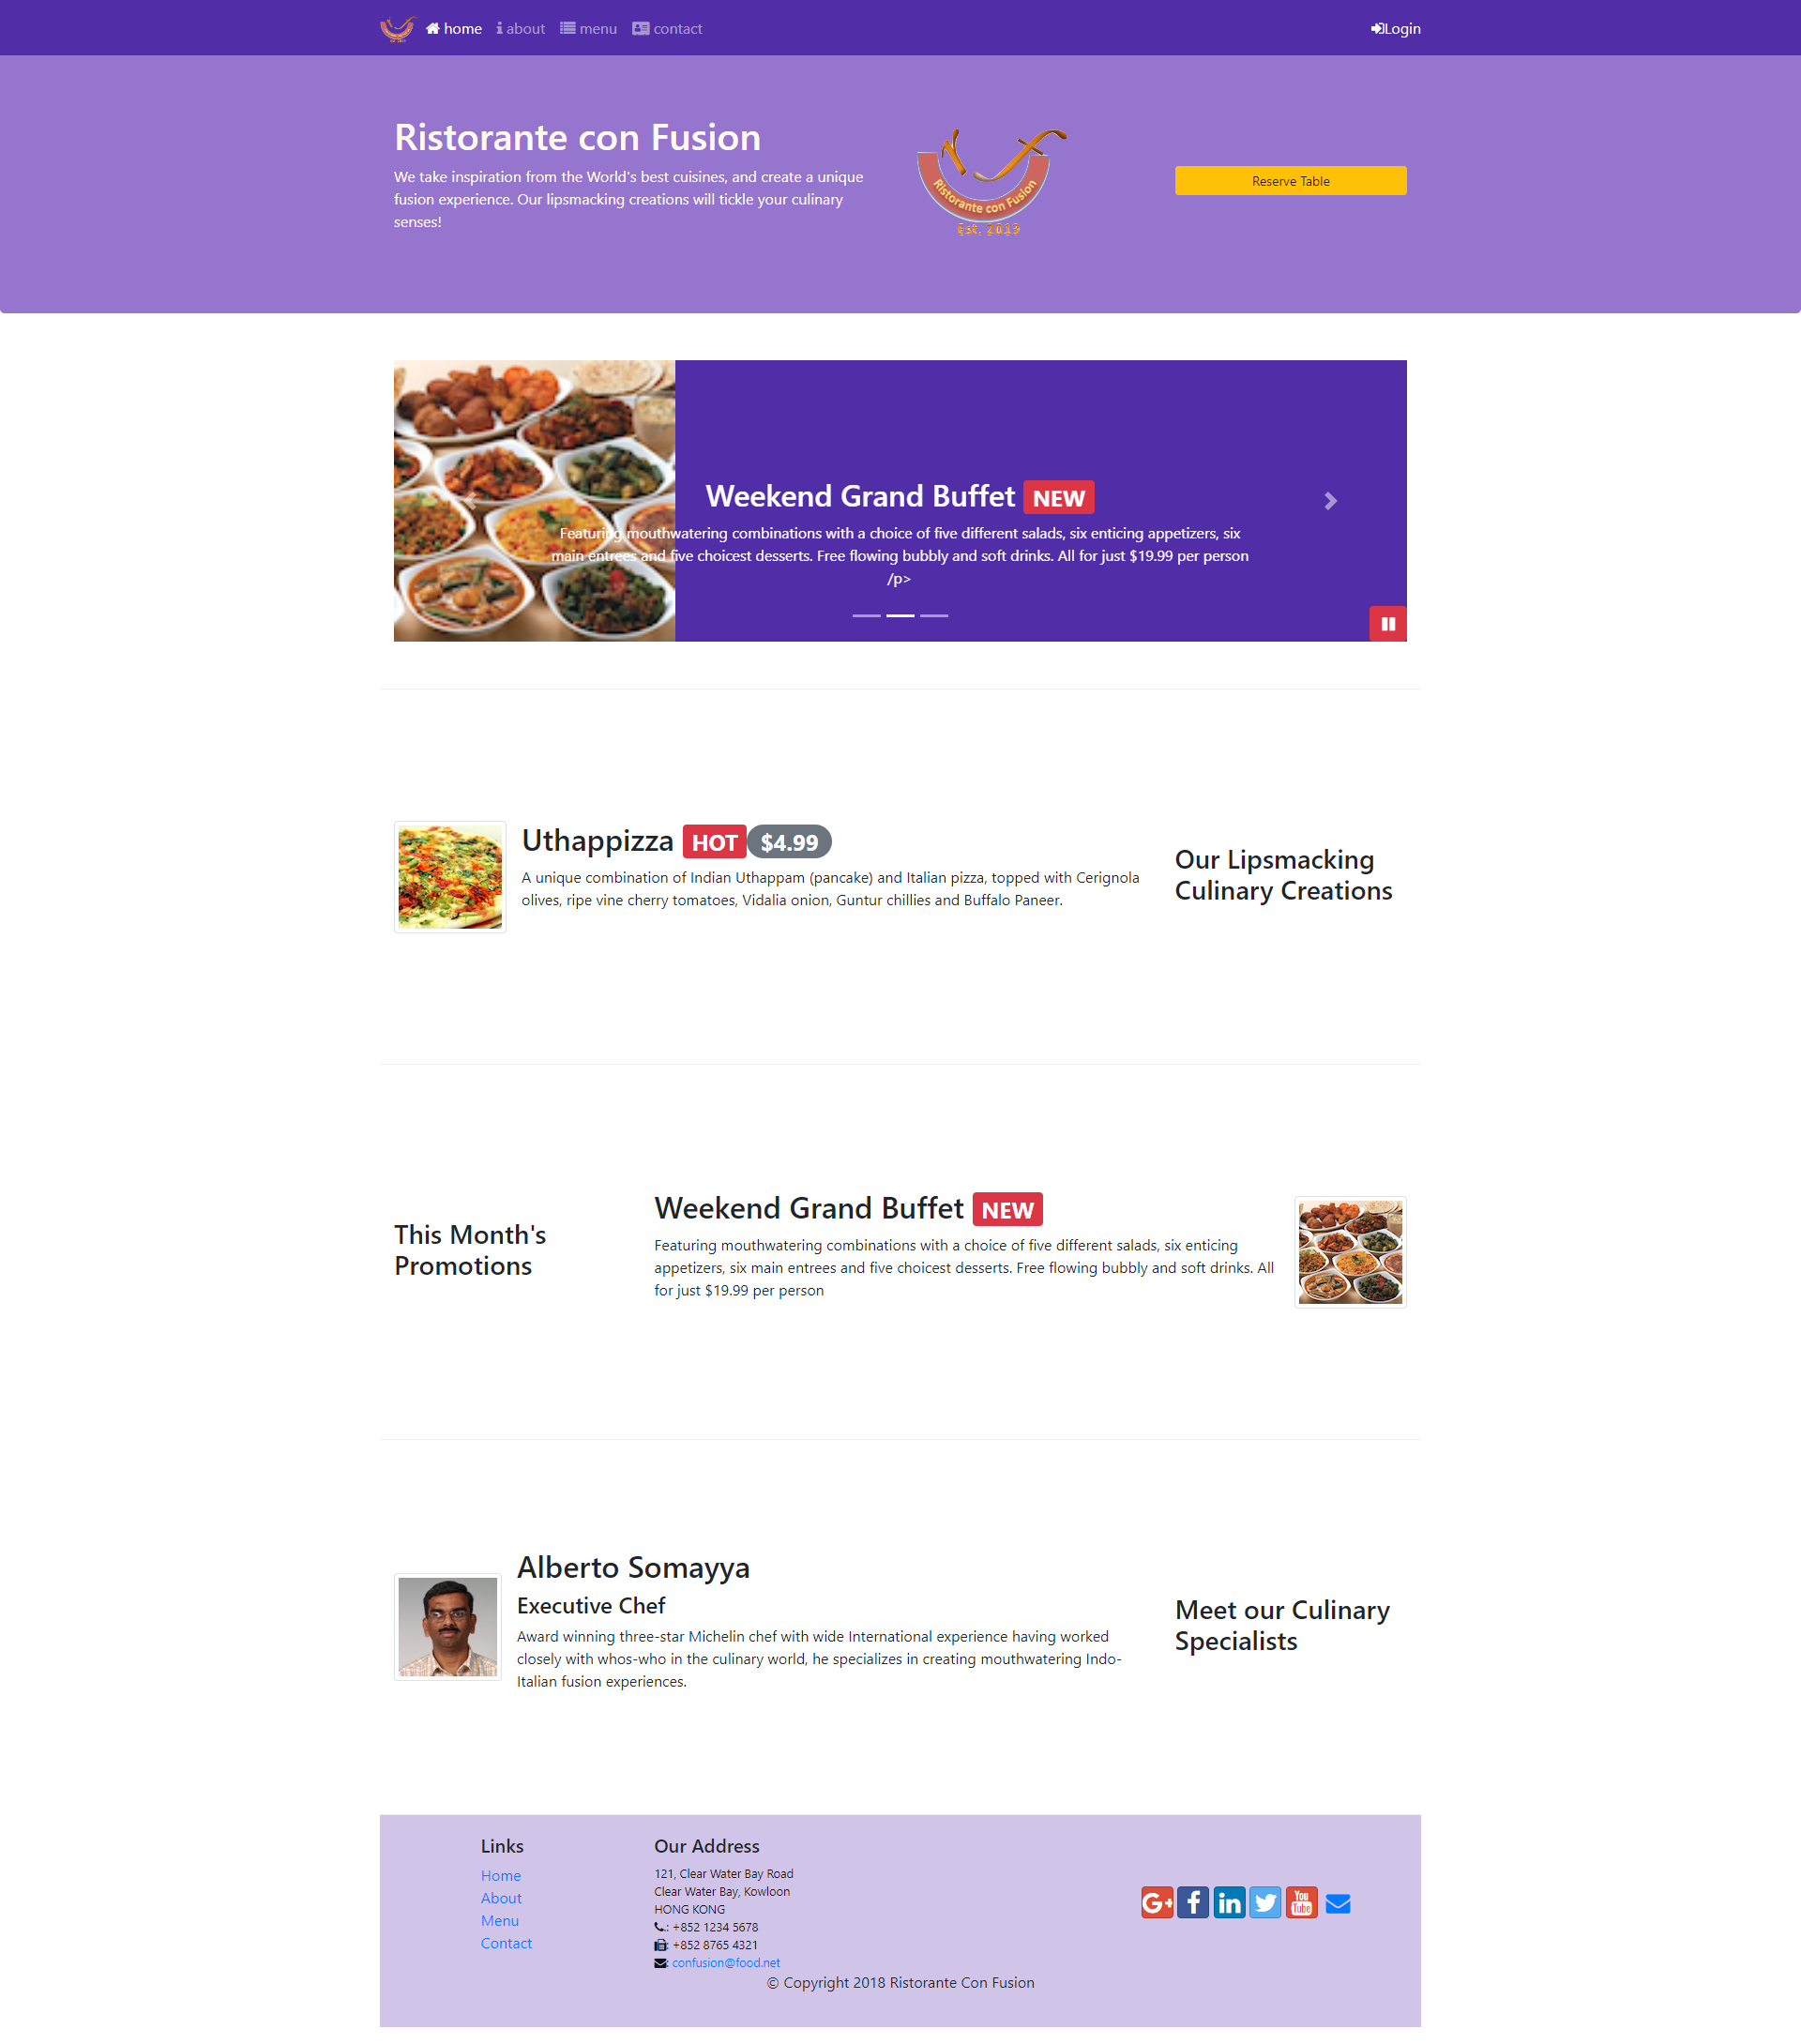 home about menu contact Login
Ristorante con Fusion
We take inspiration from the World's best cuisines, and create a unique
fusion experience. Our lipsmacking creations will tickle your culinary
senses!
Ristorante con Fusion
Est. 2019
Reserve Table
Weekend Grand Buffet NEW
Featuring mouthwatering combinations with a choice of five different salads, six enticing appetizers, six
main entrees and five choicest desserts. Free flowing bubbly and soft drinks. All for just $19.99 per person
/p>
Uthappizza HOT $4.99
A unique combination of Indian Uthappam (pancake) and Italian pizza, topped with Cerignola
olives, ripe vine cherry tomatoes, Vidalia onion, Guntur chillies and Buffalo Paneer.
Our Lipsmacking
Culinary Creations
This Month's
Promotions
Weekend Grand Buffet NEW
Featuring mouthwatering combinations with a choice of five different salads, six enticing
appetizers, six main entrees and five choicest desserts. Free flowing bubbly and soft drinks. All
for just $19.99 per person
Alberto Somayya
Executive Chef
Award winning three-star Michelin chef with wide International experience having worked
closely with whos-who in the culinary world, he specializes in creating mouthwatering Indo-
Italian fusion experiences.
Meet our Culinary
Specialists
Links
Home
About
Menu
Contact
Our Address
121, Clear Water Bay Road
Clear Water Bay, Kowloon
HONG KONG
.: +852 1234 5678
: +852 8765 4321
: confusion@food.net
You Tube
© Copyright 2018 Ristorante Con Fusion